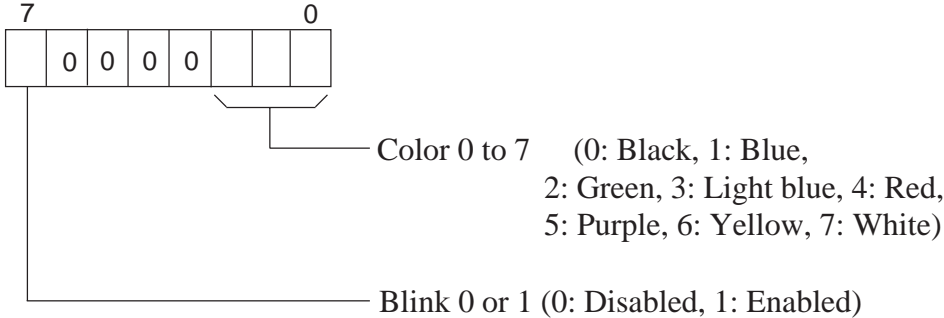 7 0
0 0 0 0
Color 0 to 7 (0: Black, 1: Blue,
2: Green, 3: Light blue, 4: Red,
5: Purple, 6: Yellow, 7: White)
Blink 0 or 1 (0: Disabled, 1: Enabled)